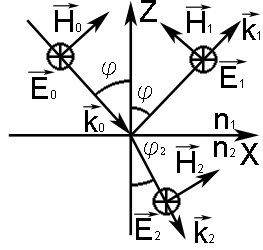 H₀ Z H₁ k₁
E₀ φ φ E₁
k₀ n₁
φ₂ n₂ X
H₂
E₂ k₂